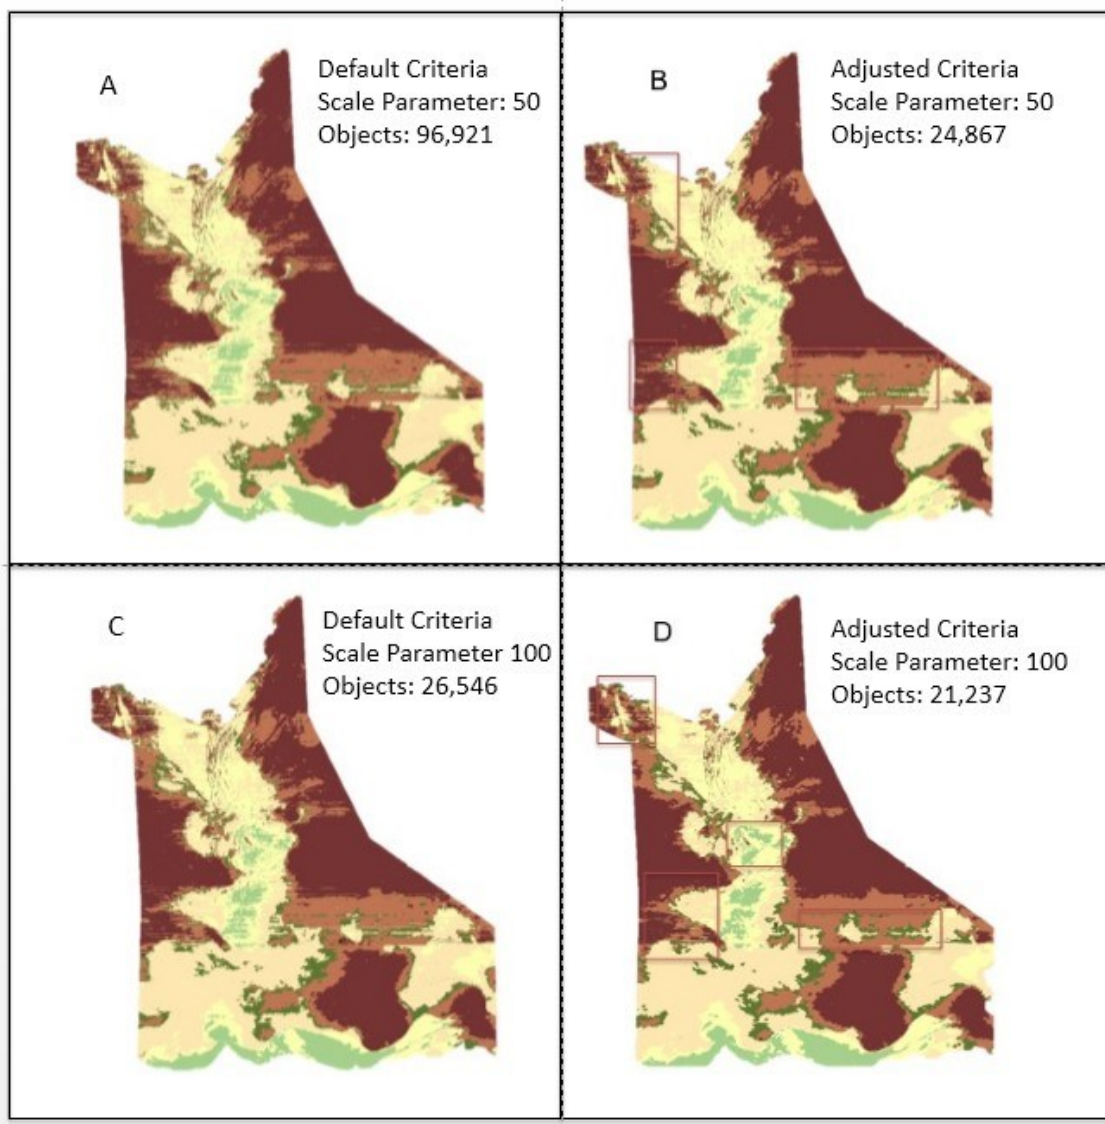 A
Default Criteria
Scale Parameter: 50
Objects: 96,921
B
Adjusted Criteria
Scale Parameter: 50
Objects: 24,867
C
Default Criteria
Scale Parameter 100
Objects: 26,546
D
Adjusted Criteria
Scale Parameter: 100
Objects: 21,237